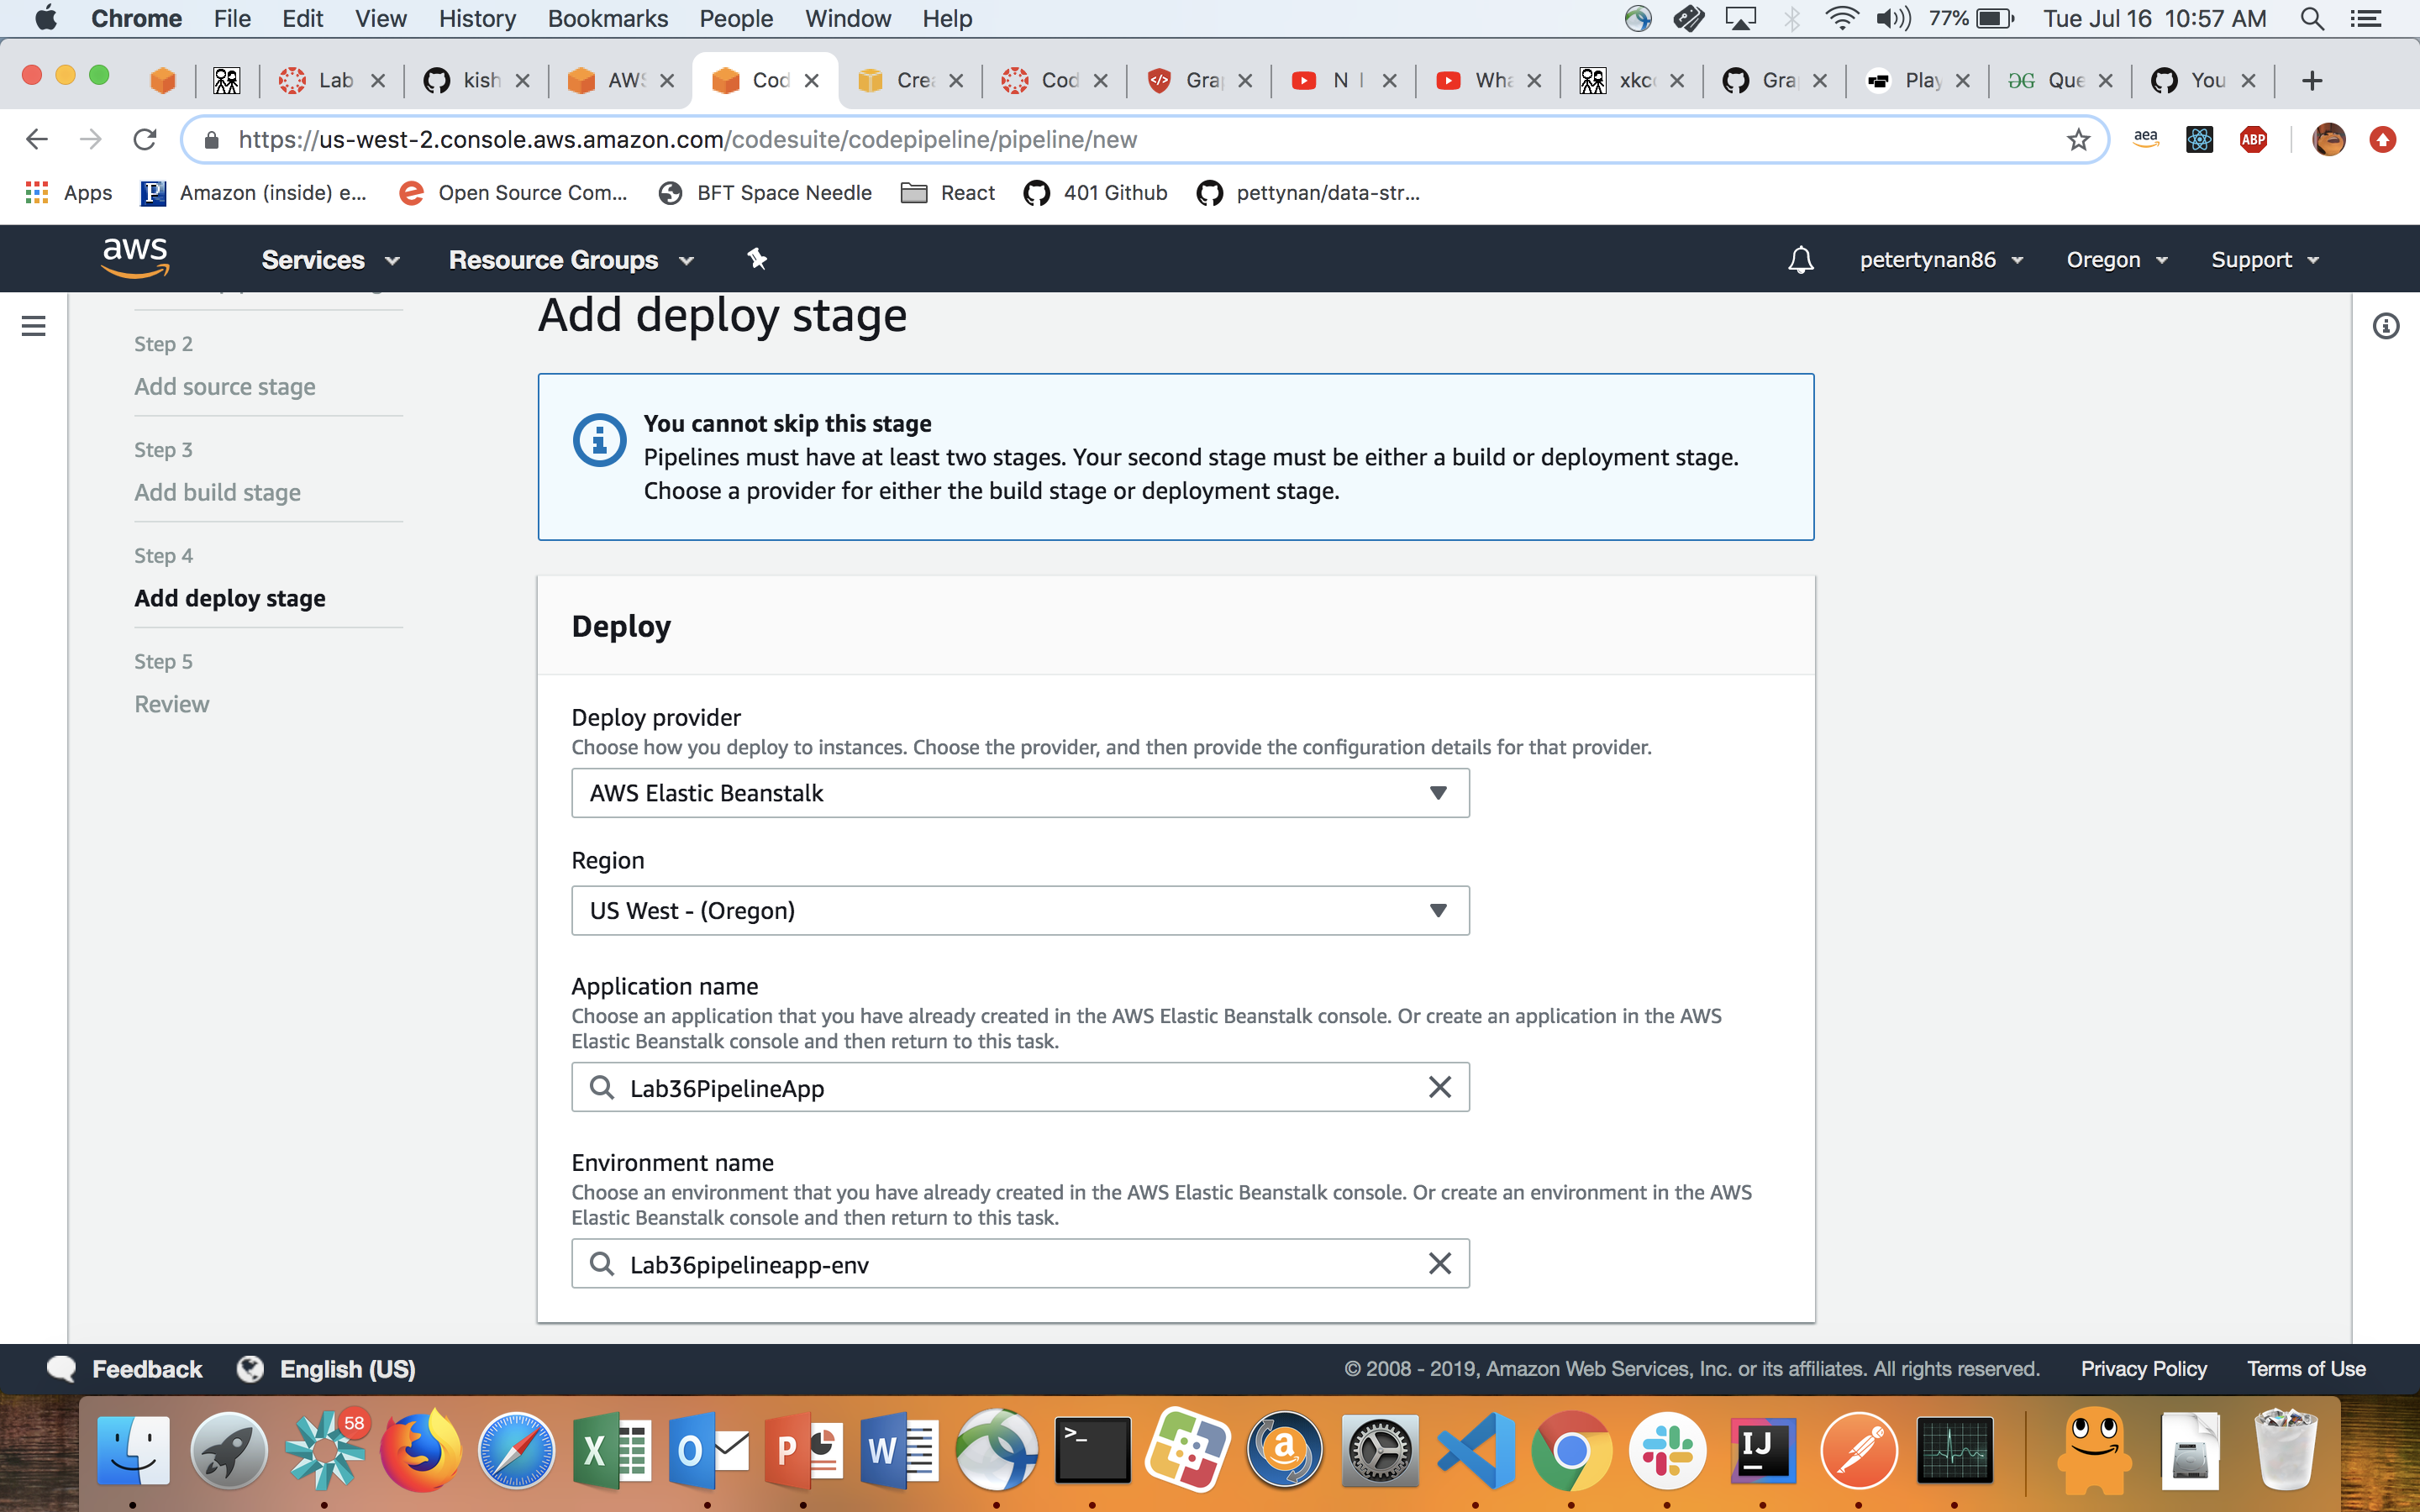 Chrome File Edit View History Bookmarks People Window Help 77% Tue Jul 16 10:57 AM
Lab kish AWS Cod Crea Cod Gra N I Wha xkc Gra Play Que You
https://us-west-2.console.aws.amazon.com/codesuite/codepipeline/pipeline/new aea ABP
Apps Amazon (inside) e... Open Source Com... BFT Space Needle React 401 Github pettynan/data-str...
aws Services Resource Groups petertynan86 Oregon Support
Add deploy stage
Step 2
Add source stage
Step 3
Add build stage
Step 4
Add deploy stage
Step 5
Review
You cannot skip this stage
Pipelines must have at least two stages. Your second stage must be either a build or deployment stage.
Choose a provider for either the build stage or deployment stage.
Deploy
Deploy provider
Choose how you deploy to instances. Choose the provider, and then provide the configuration details for that provider.
AWS Elastic Beanstalk
Region
US West - (Oregon)
Application name
Choose an application that you have already created in the AWS Elastic Beanstalk console. Or create an application in the AWS
Elastic Beanstalk console and then return to this task.
Lab36PipelineApp
Environment name
Choose an environment that you have already created in the AWS Elastic Beanstalk console. Or create an environment in the AWS
Elastic Beanstalk console and then return to this task.
Lab36pipelineapp-env
Feedback English (US) © 2008 - 2019, Amazon Web Services, Inc. or its affiliates. All rights reserved. Privacy Policy Terms of Use
58 X O P W >_ a IJ